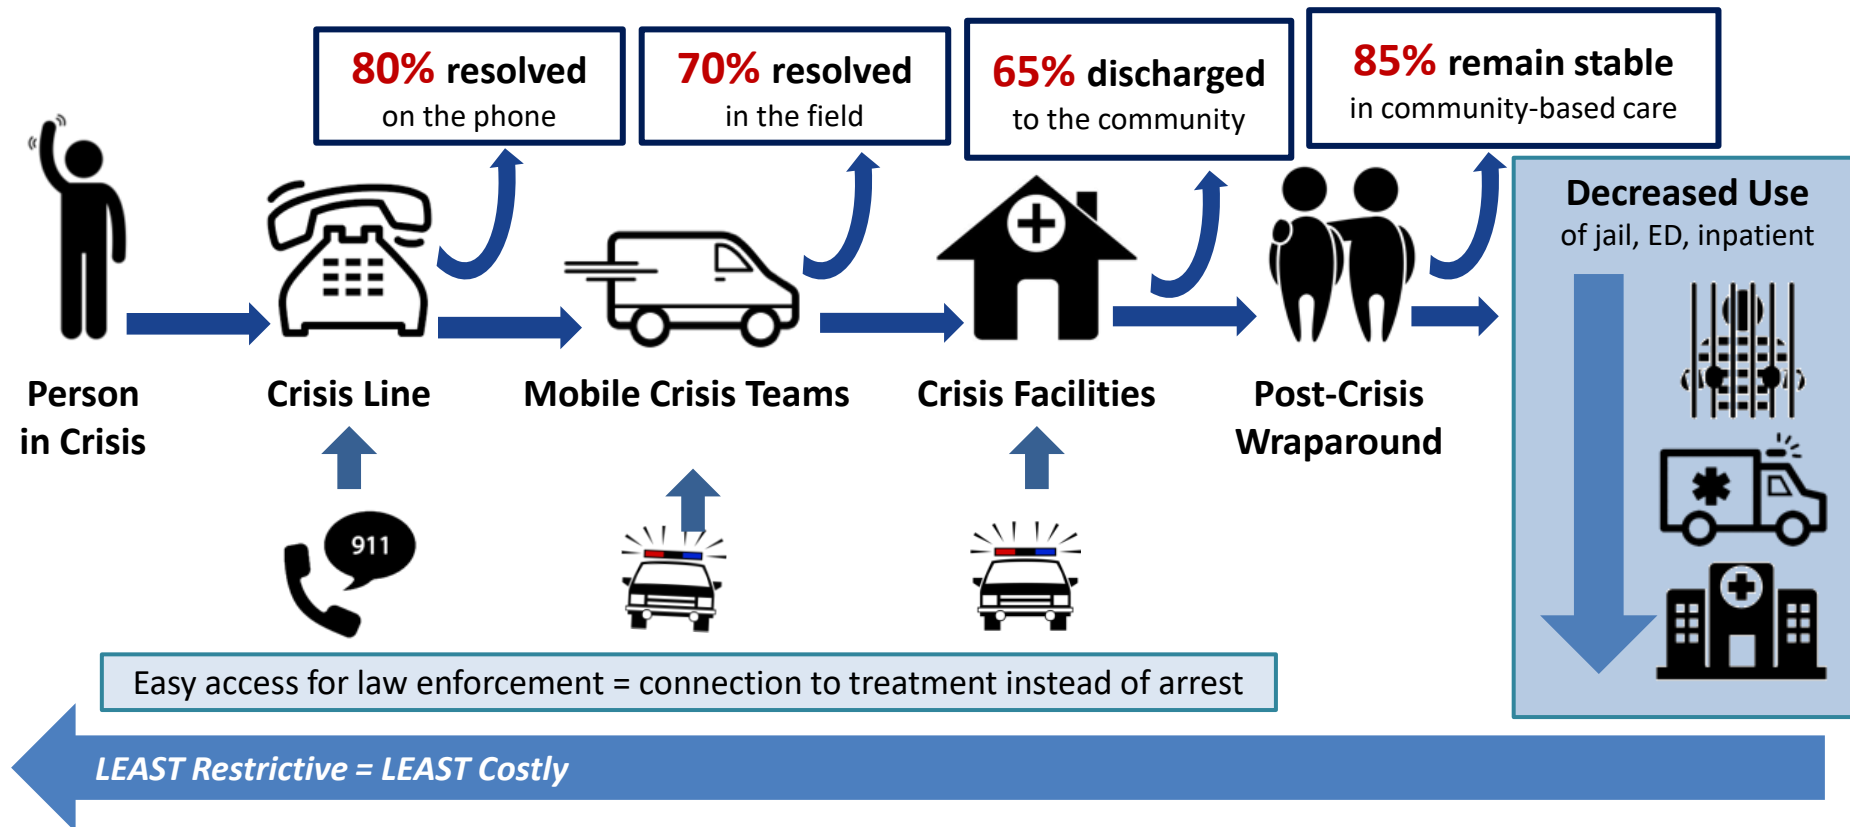 80% resolved
on the phone
70% resolved
in the field
65% discharged
to the community
85% remain stable
in community-based care
Decreased Use
of jail, ED, inpatient
Person
in Crisis
Crisis Line
Mobile Crisis Teams
Crisis Facilities
Post-Crisis
Wraparound
911
Easy access for law enforcement = connection to treatment instead of arrest
LEAST Restrictive = LEAST Costly